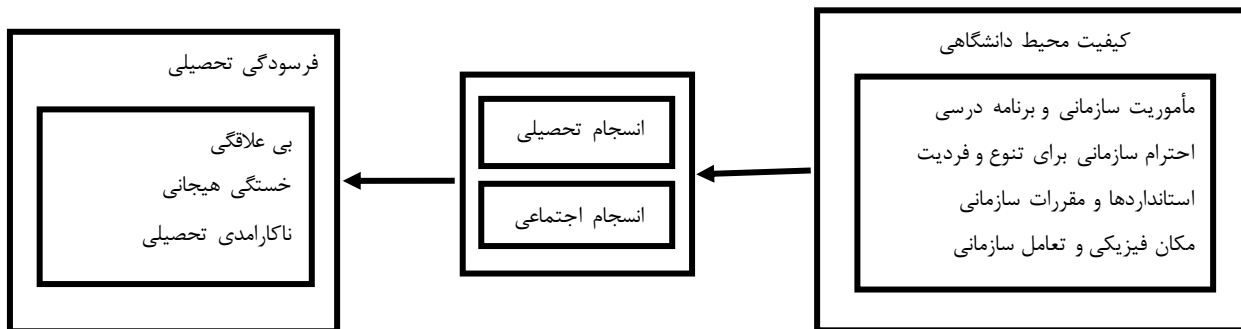 کیفیت محیط دانشگاهی
مأموریت سازمانی و برنامه درسی
احترام سازمانی برای تنوع و فردیت
استانداردها و مقررات سازمانی
مکان فیزیکی و تعامل سازمانی
انسجام تحصیلی
انسجام اجتماعی
فرسودگی تحصیلی
بی علاقگی
خستگی هیجانی
ناکارامدی تحصیلی